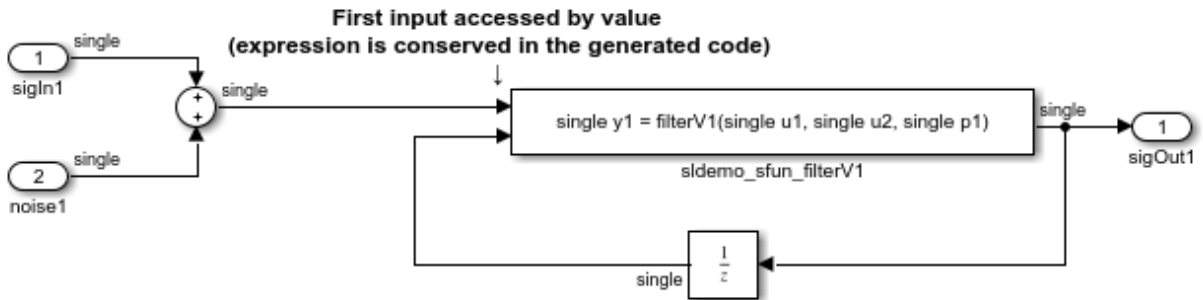 First input accessed by value
(expression is conserved in the generated code)
↓
single
1
sigIn1
+
+
single
single
2
noise1
single y1 = filterV1(single u1, single u2, single p1)
sldemo_sfun_filterV1
single
1
sigOut1
single
1
z